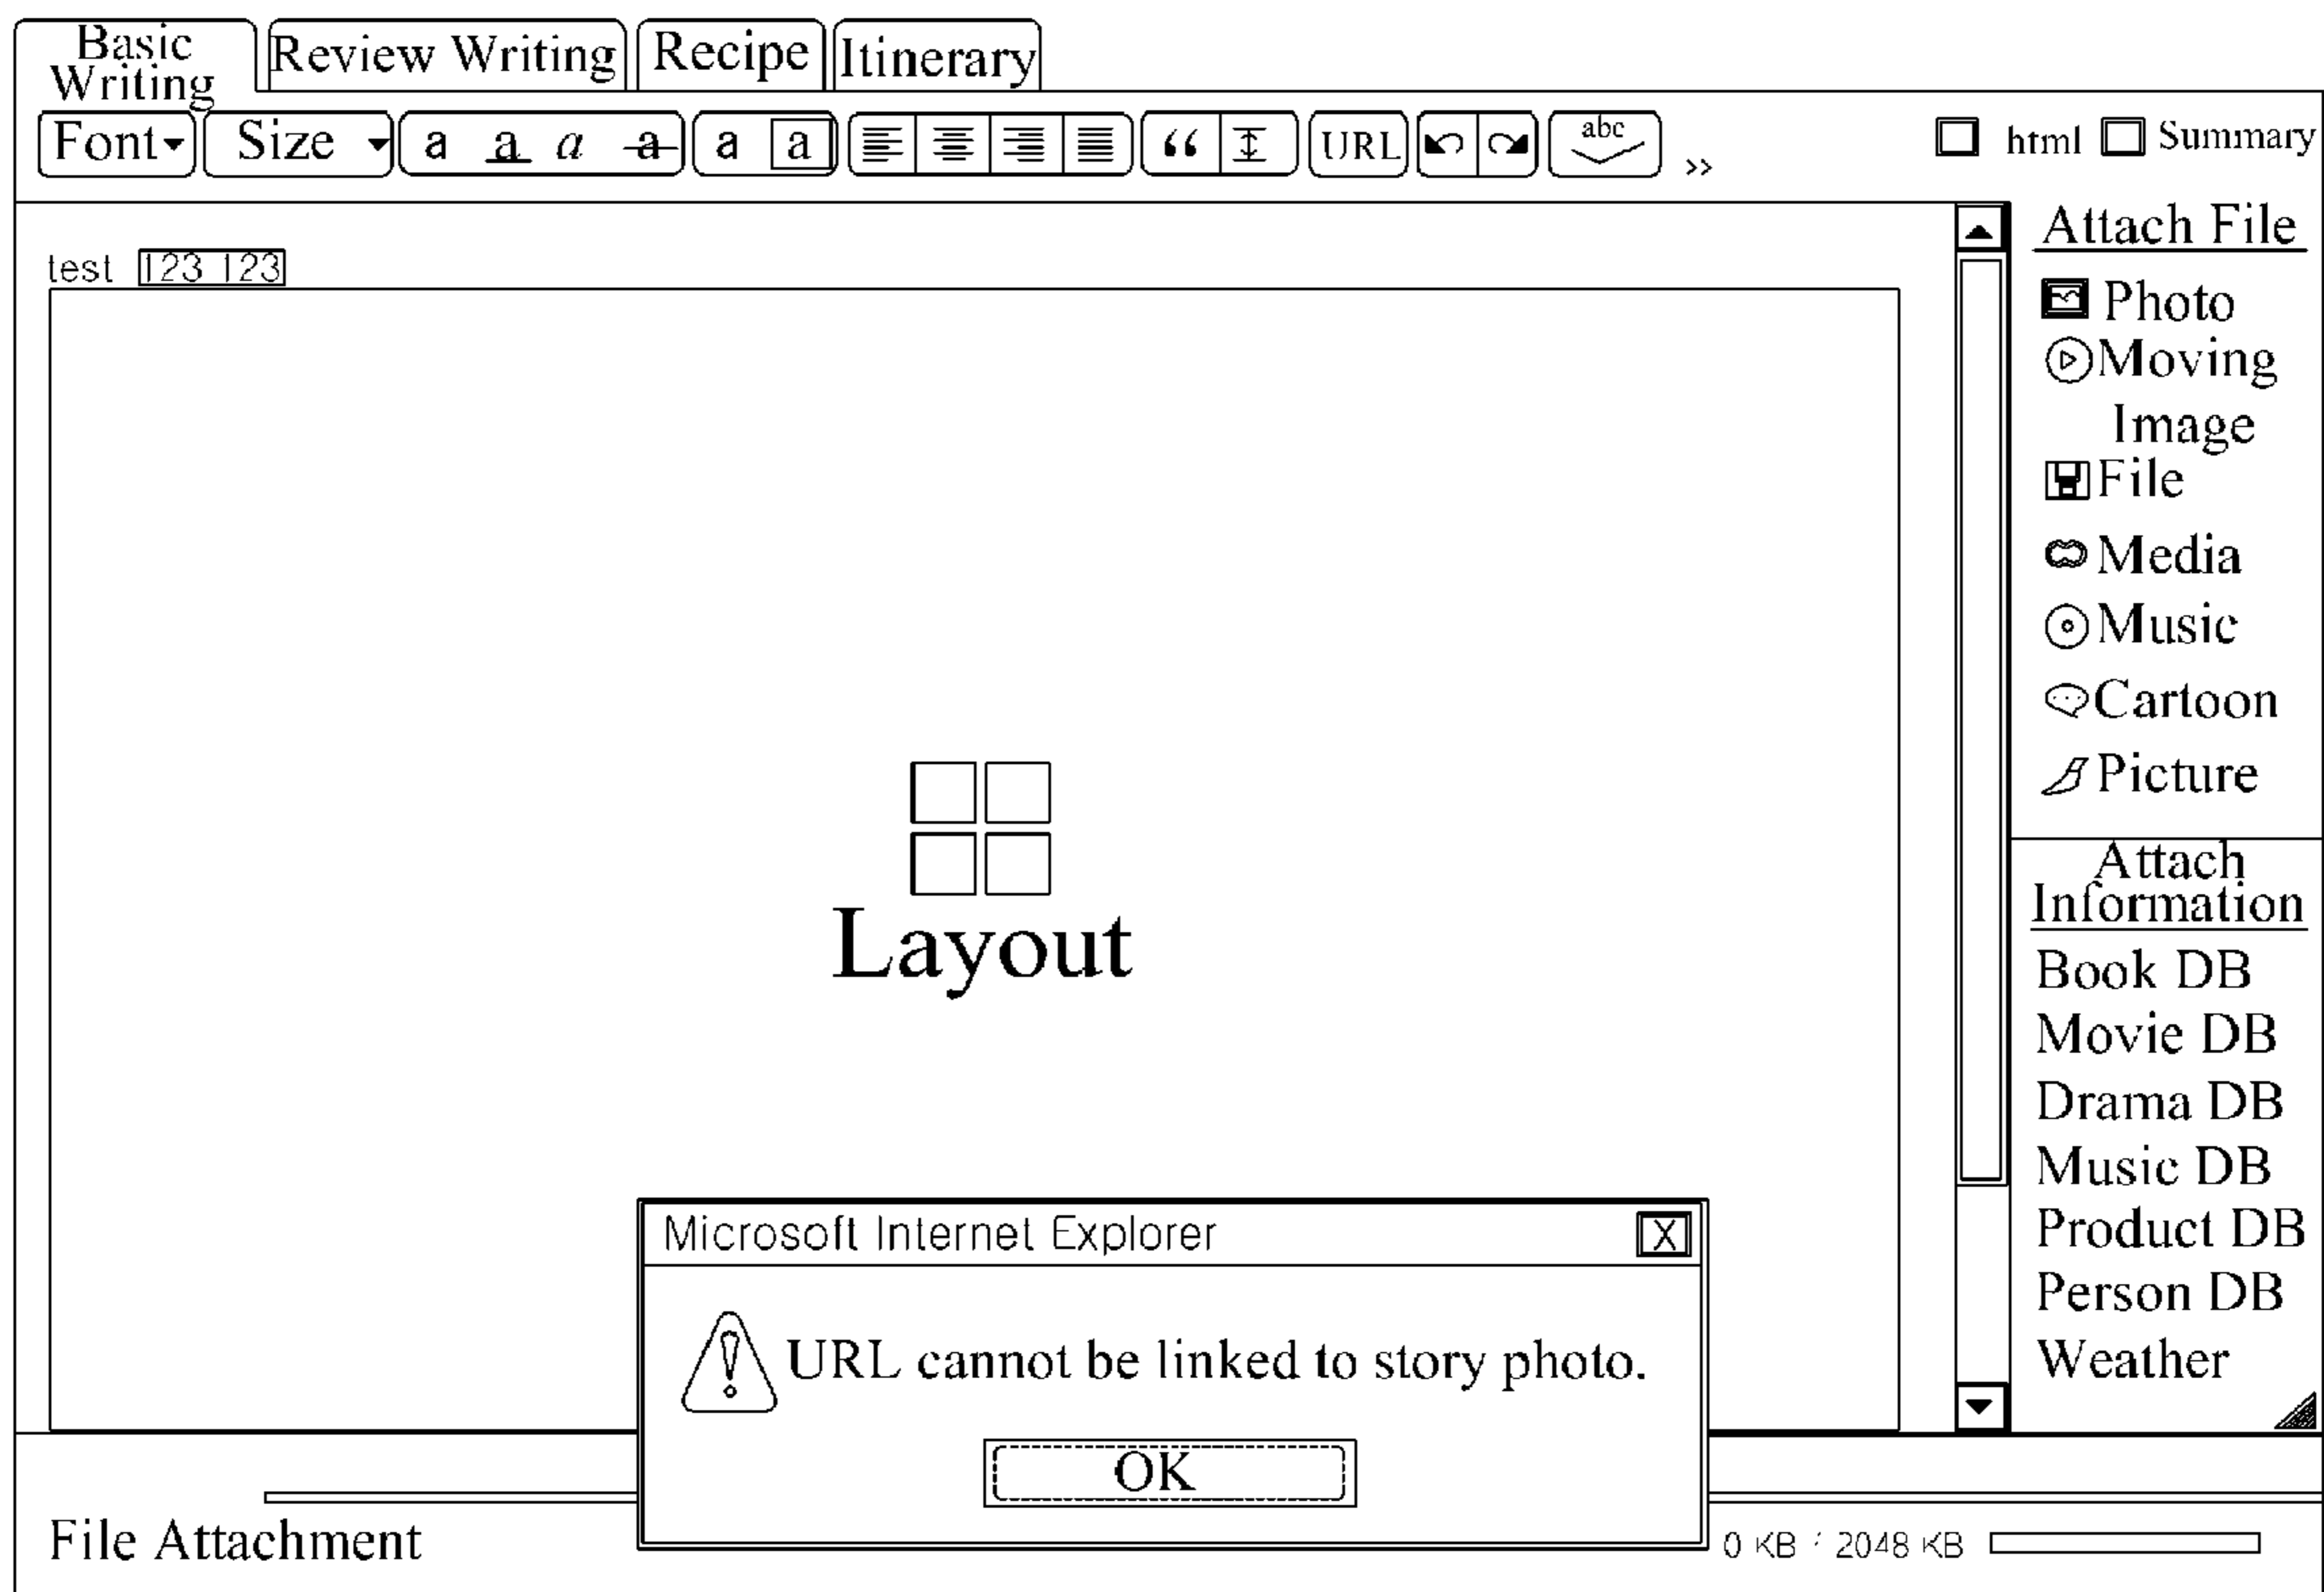 Basic
Writing
Review Writing
Recipe
Itinerary
Font
Size
a a a a
a a
“
URL
abc
»
html
Summary
test 123 123
Layout
Attach File
Photo
Moving
Image
File
Media
Music
Cartoon
Picture
Attach
Information
Book DB
Movie DB
Drama DB
Music DB
Product DB
Person DB
Weather
Microsoft Internet Explorer
X
URL cannot be linked to story photo.
OK
File Attachment
0 KB / 2048 KB